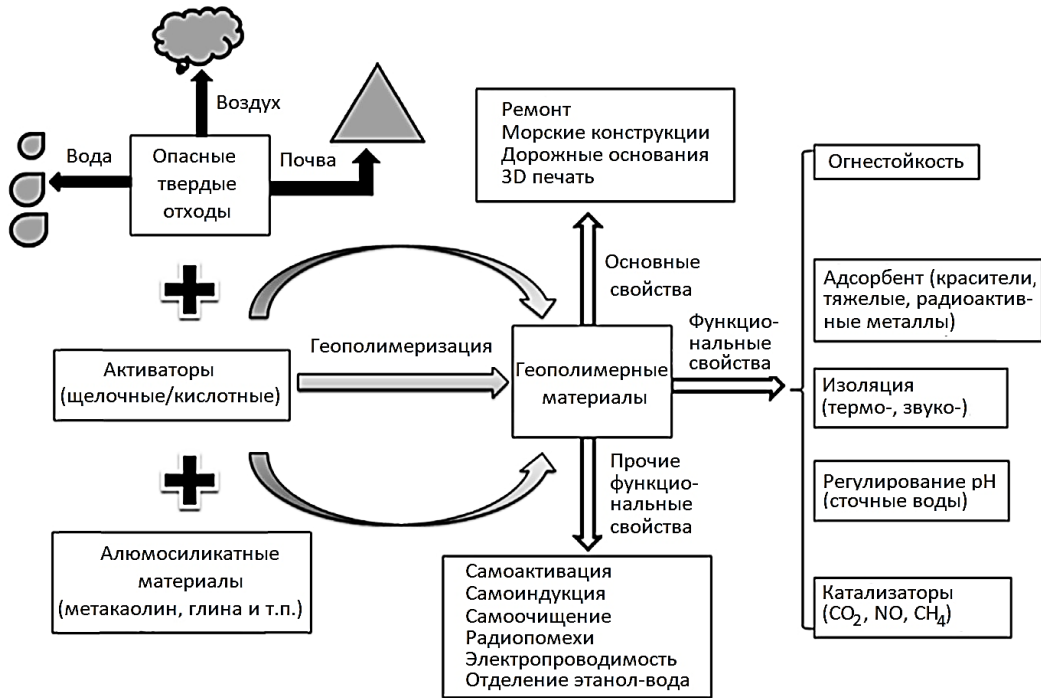 Воздух
Вода
Опасные
твердые
отходы
Почва
Ремонт
Морские конструкции
Дорожные основания
3D печать
Огнестойкость
Основные
свойства
Адсорбент (красители,
тяжелые, радиоактив-
ные металлы)
Функцио-
нальные
свойства
Геополимеризация
Активаторы
(щелочные/кислотные)
Геополимерные
материалы
Изоляция
(термо-, звуко-)
Прочие
функцио-
нальные
свойства
Регулирование pH
(сточные воды)
Алюмосиликатные
материалы
(метакаолин, глина и т.п.)
Самоактивация
Самоиндукция
Самоочищение
Радиопомехи
Электропроводимость
Отделение этанол-вода
Катализаторы
(CO2, NO, CH4)